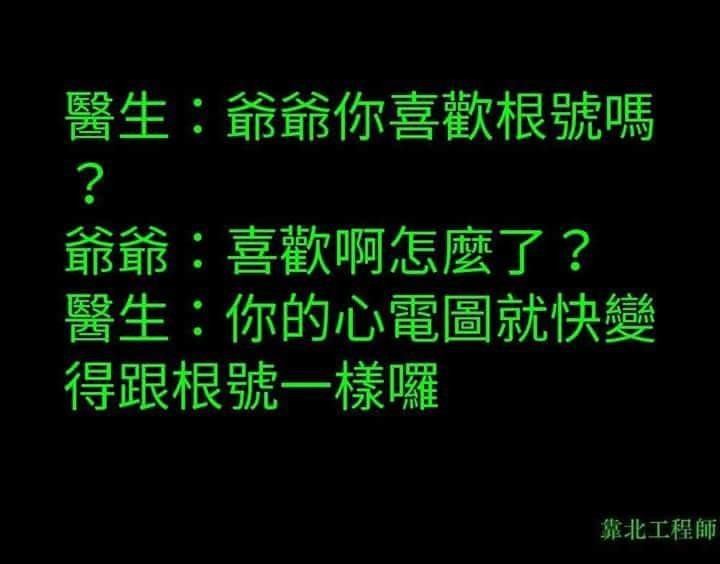 醫生：爺爺你喜歡根號嗎
？
爺爺：喜歡啊怎麼了？
醫生：你的心電圖就快變
得跟根號一樣囉
靠北工程師